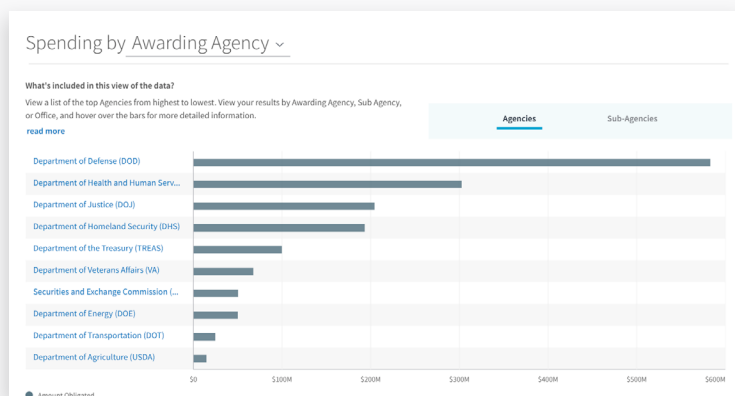 Spending by Awarding Agency
What's included in this view of the data?
View a list of the top Agencies from highest to lowest. View your results by Awarding Agency, Sub Agency,
or Office, and hover over the bars for more detailed information.
read more
Agencies
Sub-Agencies
Department of Defense (DOD)
Department of Health and Human Serv...
Department of Justice (DOJ)
Department of Homeland Security (DHS)
Department of the Treasury (TREAS)
Department of Veterans Affairs (VA)
Securities and Exchange Commission (...
Department of Energy (DOE)
Department of Transportation (DOT)
Department of Agriculture (USDA)
$0 $100M $200M $300M $400M $500M $600M
Amount Obligated